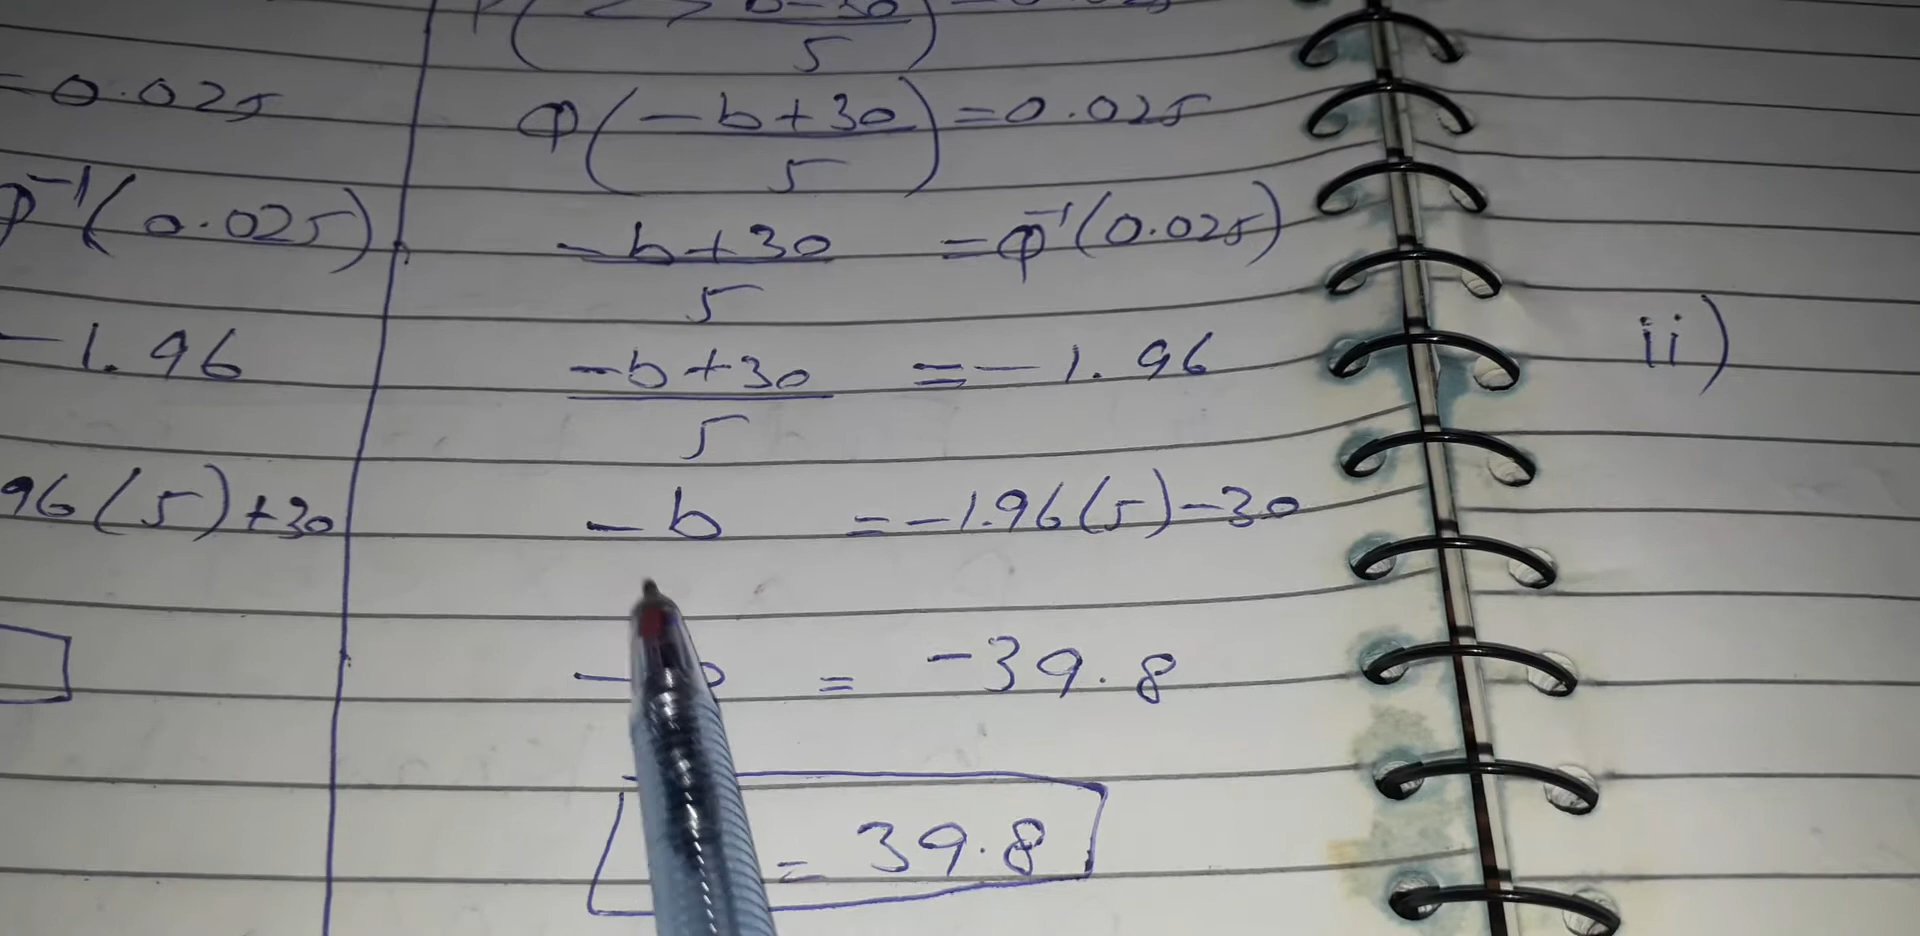 = 0.025
Φ⁻¹(0.025)
- 1.96
96(5)+30
5
Φ(-b+30/5) = 0.025
-b+30/5 = Φ⁻¹(0.025)
-b+30/5 = -1.96
-b = -1.96(5)-30
- = -39.8
= 39.8
ii)